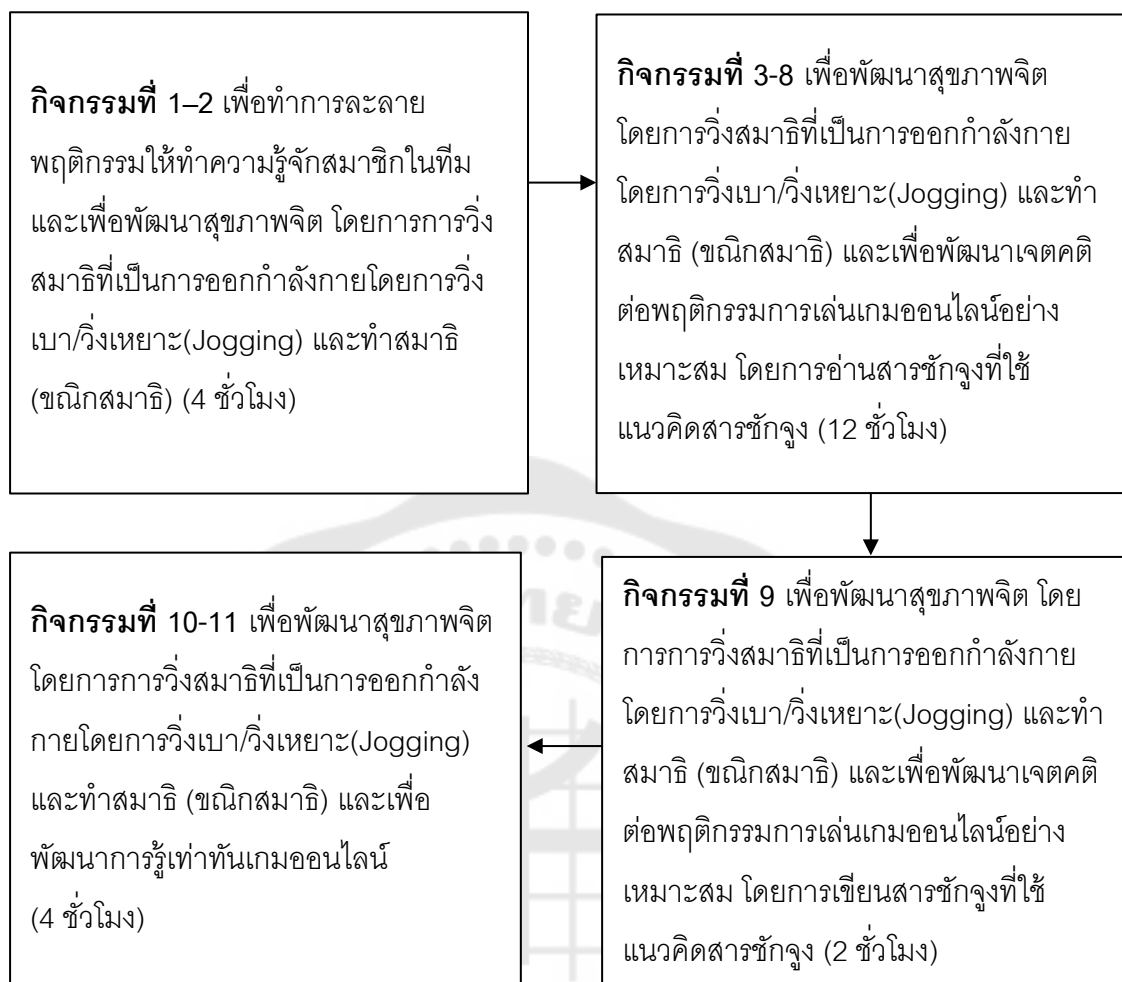 กิจกรรมที่ 1–2 เพื่อทำการละลาย
พฤติกรรมให้ทำความรู้จักสมาชิกในทีม
และเพื่อพัฒนาสุขภาพจิต โดยการการวิ่ง
สมาธิที่เป็นการออกกำลังกายโดยการวิ่ง
เบา/วิ่งเหยาะ(Jogging) และทำสมาธิ
(ขณิกสมาธิ) (4 ชั่วโมง)
กิจกรรมที่ 3-8 เพื่อพัฒนาสุขภาพจิต
โดยการวิ่งสมาธิที่เป็นการออกกำลังกาย
โดยการวิ่งเบา/วิ่งเหยาะ(Jogging) และทำ
สมาธิ (ขณิกสมาธิ) และเพื่อพัฒนาเจตคติ
ต่อพฤติกรรมการเล่นเกมออนไลน์อย่าง
เหมาะสม โดยการอ่านสารชักจูงที่ใช้
แนวคิดสารชักจูง (12 ชั่วโมง)
กิจกรรมที่ 9 เพื่อพัฒนาสุขภาพจิต โดย
การการวิ่งสมาธิที่เป็นการออกกำลังกาย
โดยการวิ่งเบา/วิ่งเหยาะ(Jogging) และทำ
สมาธิ (ขณิกสมาธิ) และเพื่อพัฒนาเจตคติ
ต่อพฤติกรรมการเล่นเกมออนไลน์อย่าง
เหมาะสม โดยการเขียนสารชักจูงที่ใช้
แนวคิดสารชักจูง (2 ชั่วโมง)
กิจกรรมที่ 10-11 เพื่อพัฒนาสุขภาพจิต
โดยการการวิ่งสมาธิที่เป็นการออกกำลัง
กายโดยการวิ่งเบา/วิ่งเหยาะ(Jogging)
และทำสมาธิ (ขณิกสมาธิ) และเพื่อ
พัฒนาการรู้เท่าทันเกมออนไลน์
(4 ชั่วโมง)